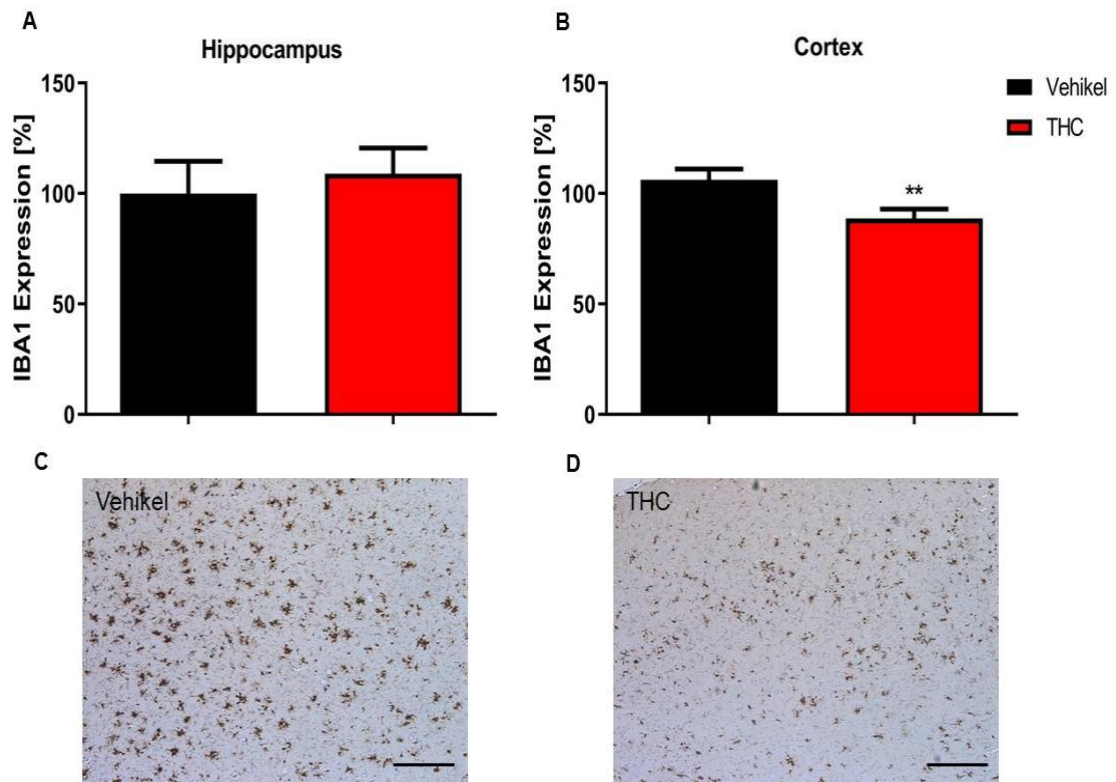 A
Hippocampus
IBA1 Expression [%]
150
100
50
0
B
Cortex
IBA1 Expression [%]
150
100
50
0
**
Vehikel
THC
C
Vehikel
D
THC